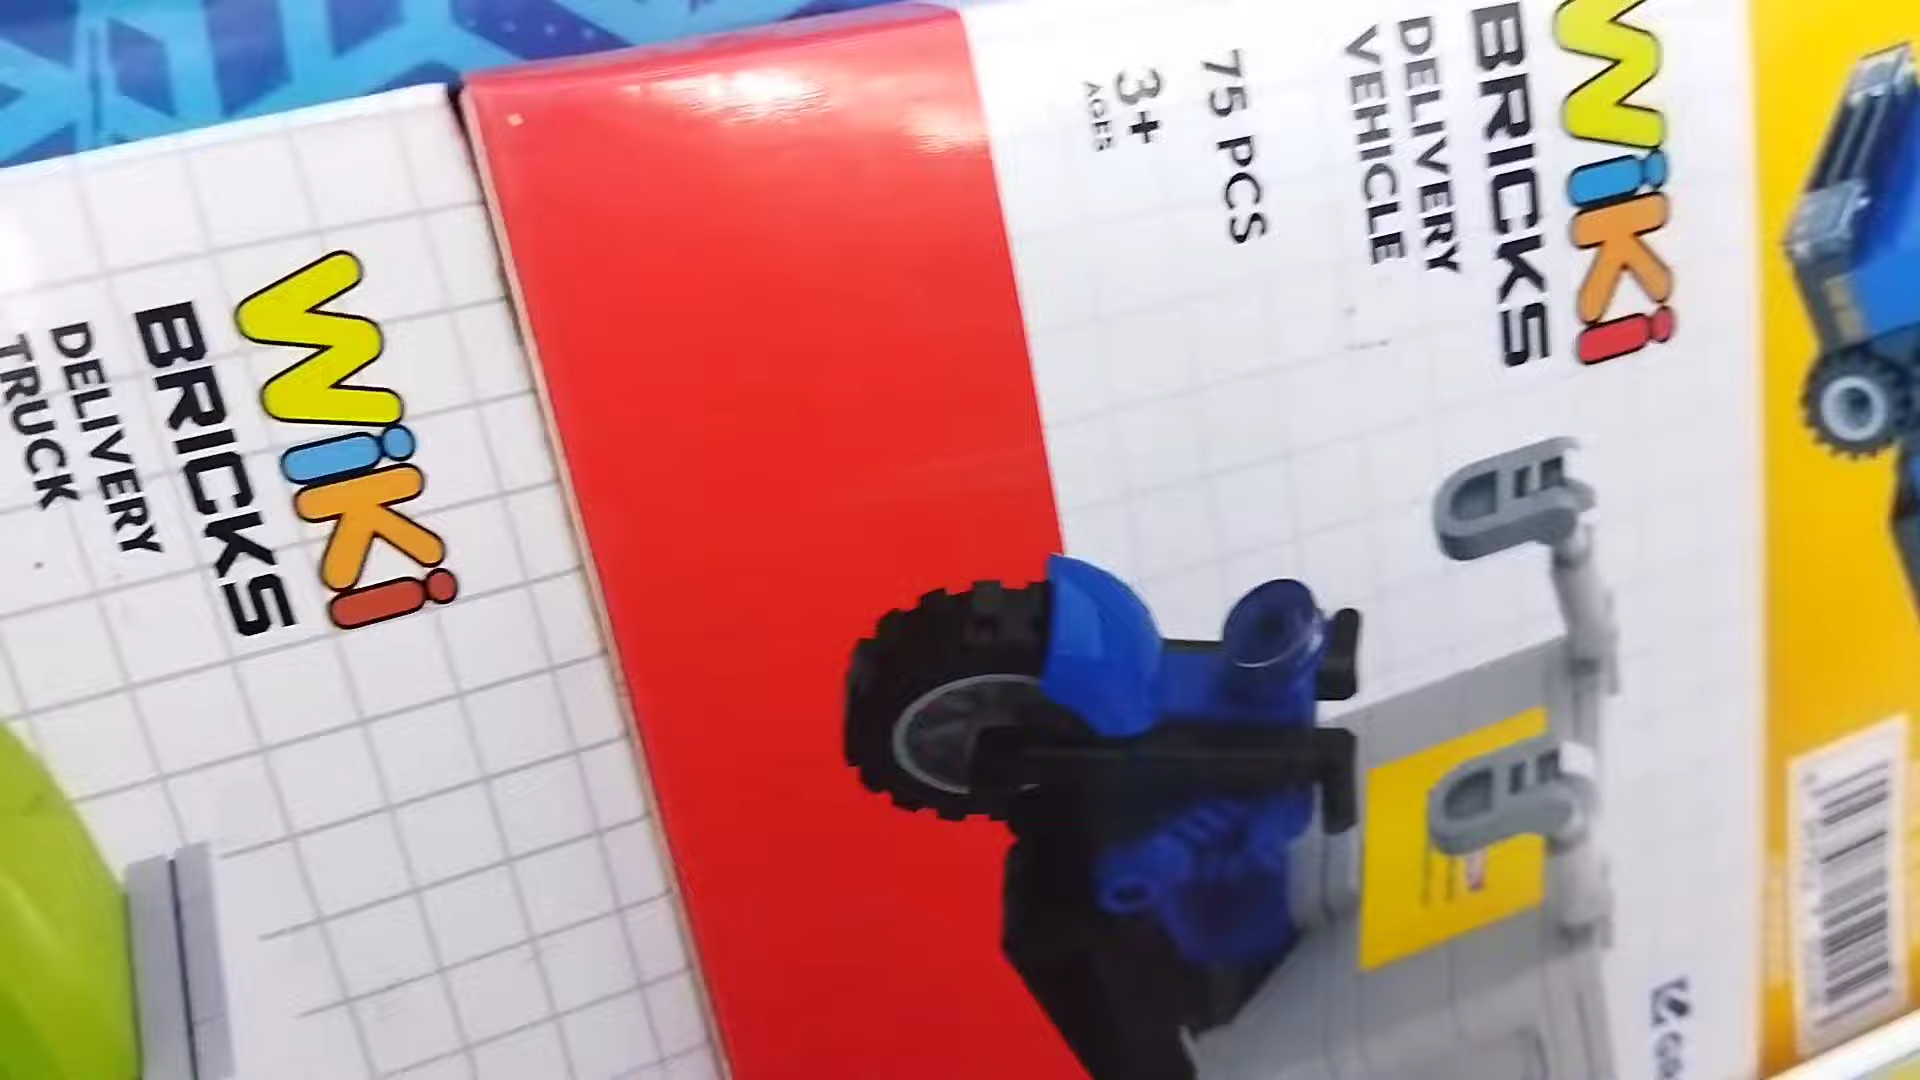 Wiki
BRICKS
DELIVERY
TRUCK
Wiki
BRICKS
DELIVERY
VEHICLE
75 PCS
3+
AGES